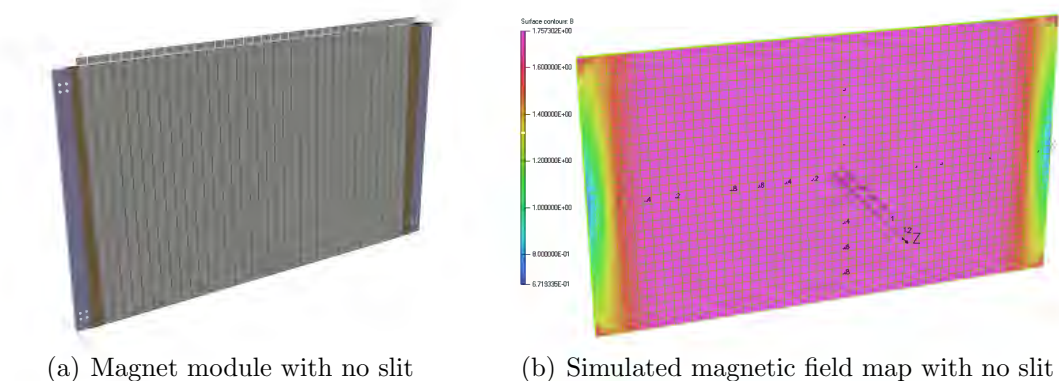 Surface contour: B
1.757302E+00
1.600000E+00
1.400000E+00
1.200000E+00
1.000000E+00
8.000000E-01
6.719335E-01
Z
(a) Magnet module with no slit
(b) Simulated magnetic field map with no slit